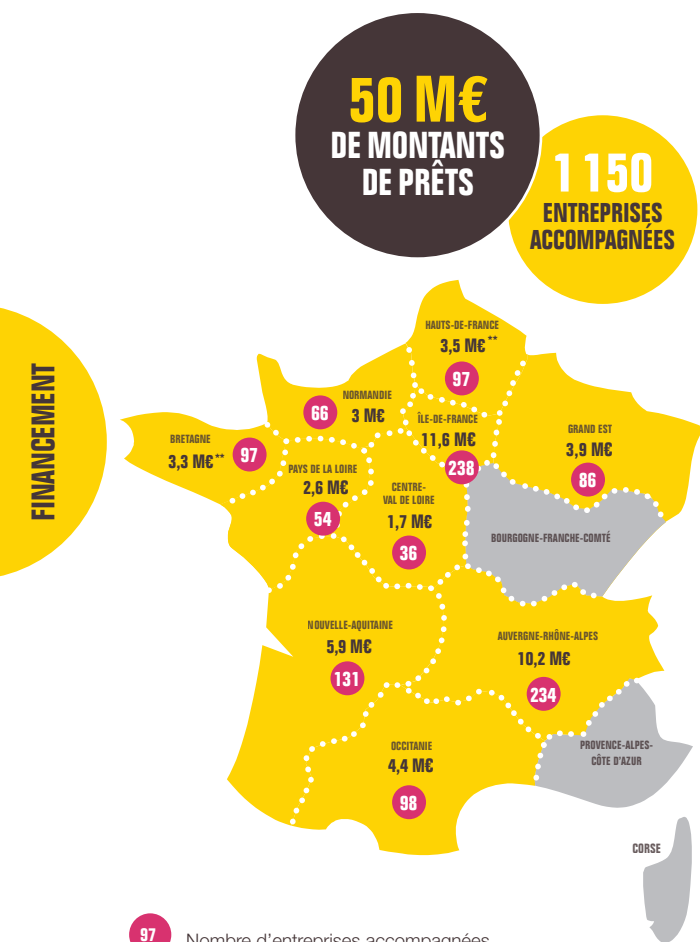 50 M€
DE MONTANTS
DE PRÊTS
1 150
ENTREPRISES
ACCOMPAGNÉES
FINANCEMENT
HAUTS-DE-FRANCE
3,5 M€**
97
NORMANDIE
66
3 M€
ÎLE-DE-FRANCE
11,6 M€
238
GRAND EST
3,9 M€
86
BRETAGNE
3,3 M€**
97
PAYS DE LA LOIRE
2,6 M€
54
CENTRE-
VAL DE LOIRE
1,7 M€
36
BOURGOGNE-FRANCHE-COMTÉ
NOUVELLE-AQUITAINE
5,9 M€
131
AUVERGNE-RHÔNE-ALPES
10,2 M€
234
OCCITANIE
4,4 M€
98
PROVENCE-ALPES-
CÔTE D'AZUR
CORSE
97
Nombre d'entreprises accompagnées